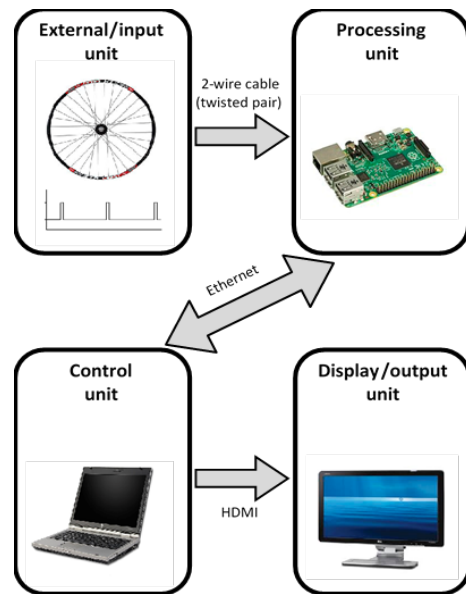 External/input
unit
2-wire cable
(twisted pair)
Processing
unit
Ethernet
Control
unit
HDMI
Display/output
unit